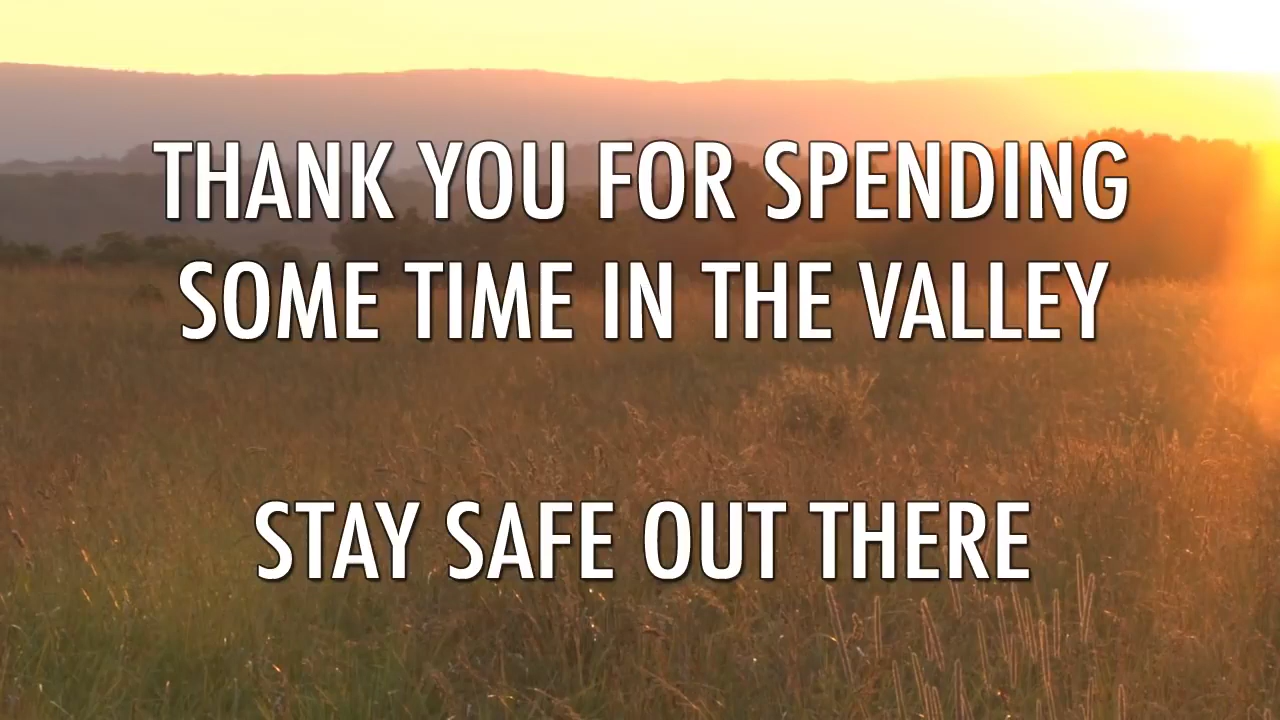 THANK YOU FOR SPENDING
SOME TIME IN THE VALLEY
STAY SAFE OUT THERE